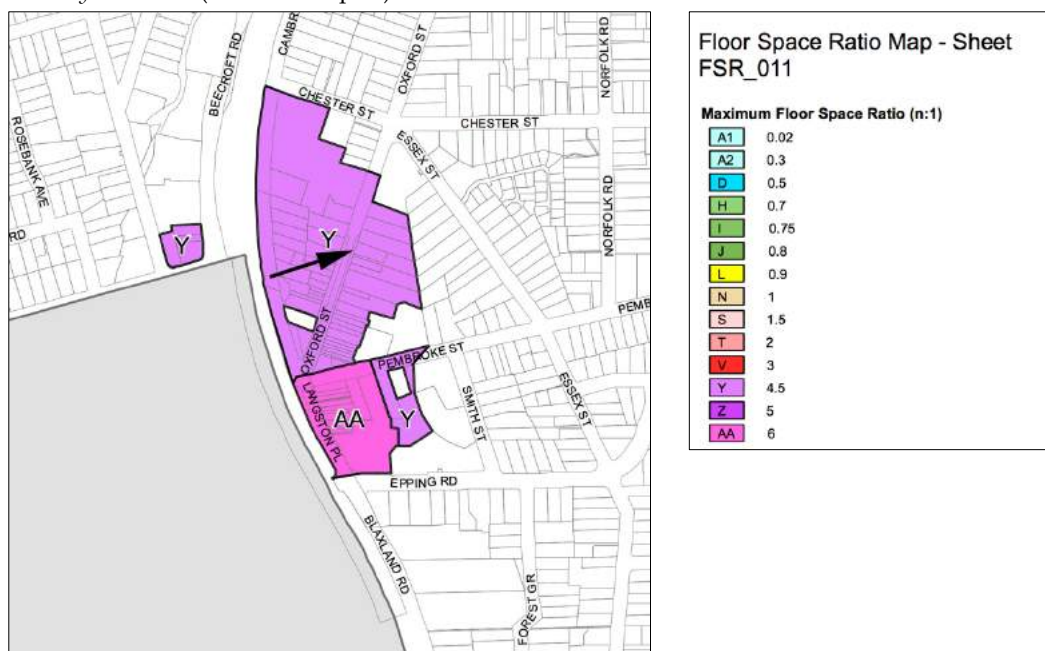 BEECROFT RD
CAMBR
OXFORD ST
NORFOLK RD
CHESTER ST
CHESTER ST
ROSEBANK AVE
ESSEX ST
NORFOLK RD
RD
Y
Y
PEMB
OXFORD ST
PEMBROKE ST
LANGSTON PL
AA
Y
SMITH ST
ESSEX ST
EPPING RD
BLAXLAND RD
FOREST GR
Floor Space Ratio Map - Sheet
FSR_011
Maximum Floor Space Ratio (n:1)
A1 0.02
A2 0.3
D 0.5
H 0.7
I 0.75
J 0.8
L 0.9
N 1
S 1.5
T 2
V 3
Y 4.5
Z 5
AA 6